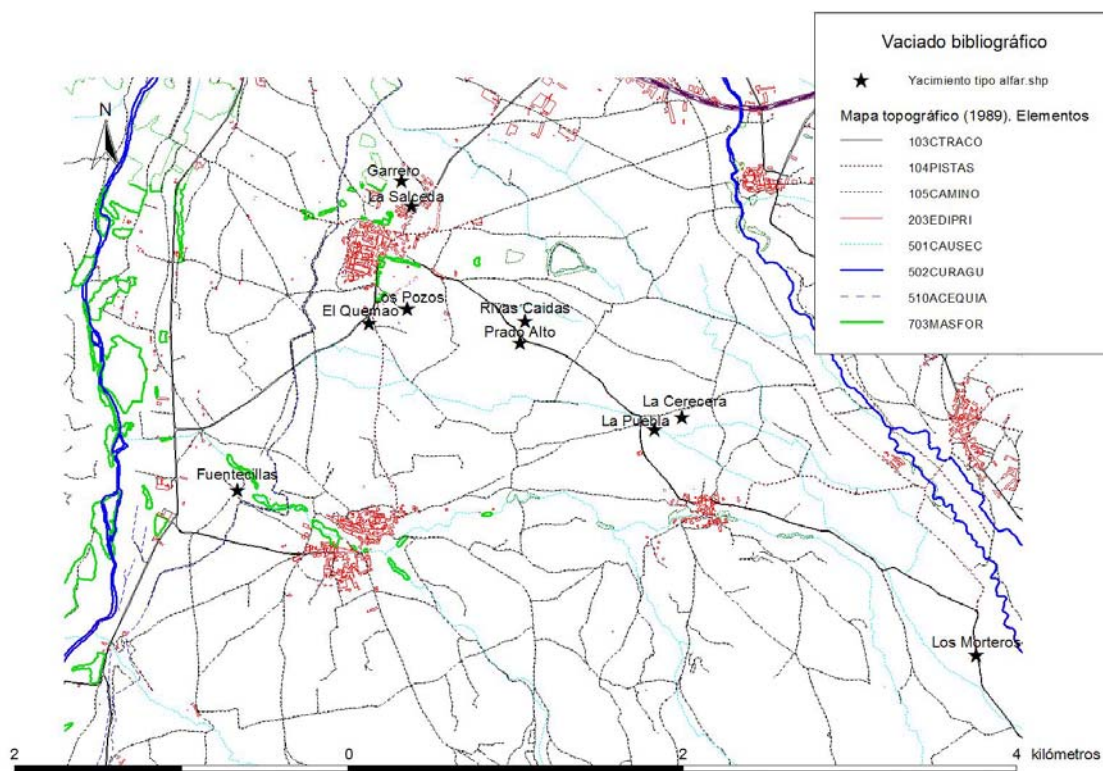 Vaciado bibliográfico
Yacimiento tipo alfar.shp
Mapa topográfico (1989). Elementos
103CTRACO
104PISTAS
105CAMINO
203EDIPRI
501CAUSEC
502CURAGU
510ACEQUIA
703MASFOR
N
Garrero
La Salceda
Los Pozos
El Quemao
Rivas Caidas
Prado Alto
La Cerecera
La Puebla
Fuentecillas
Los Morteros
2 0 2 4 kilómetros